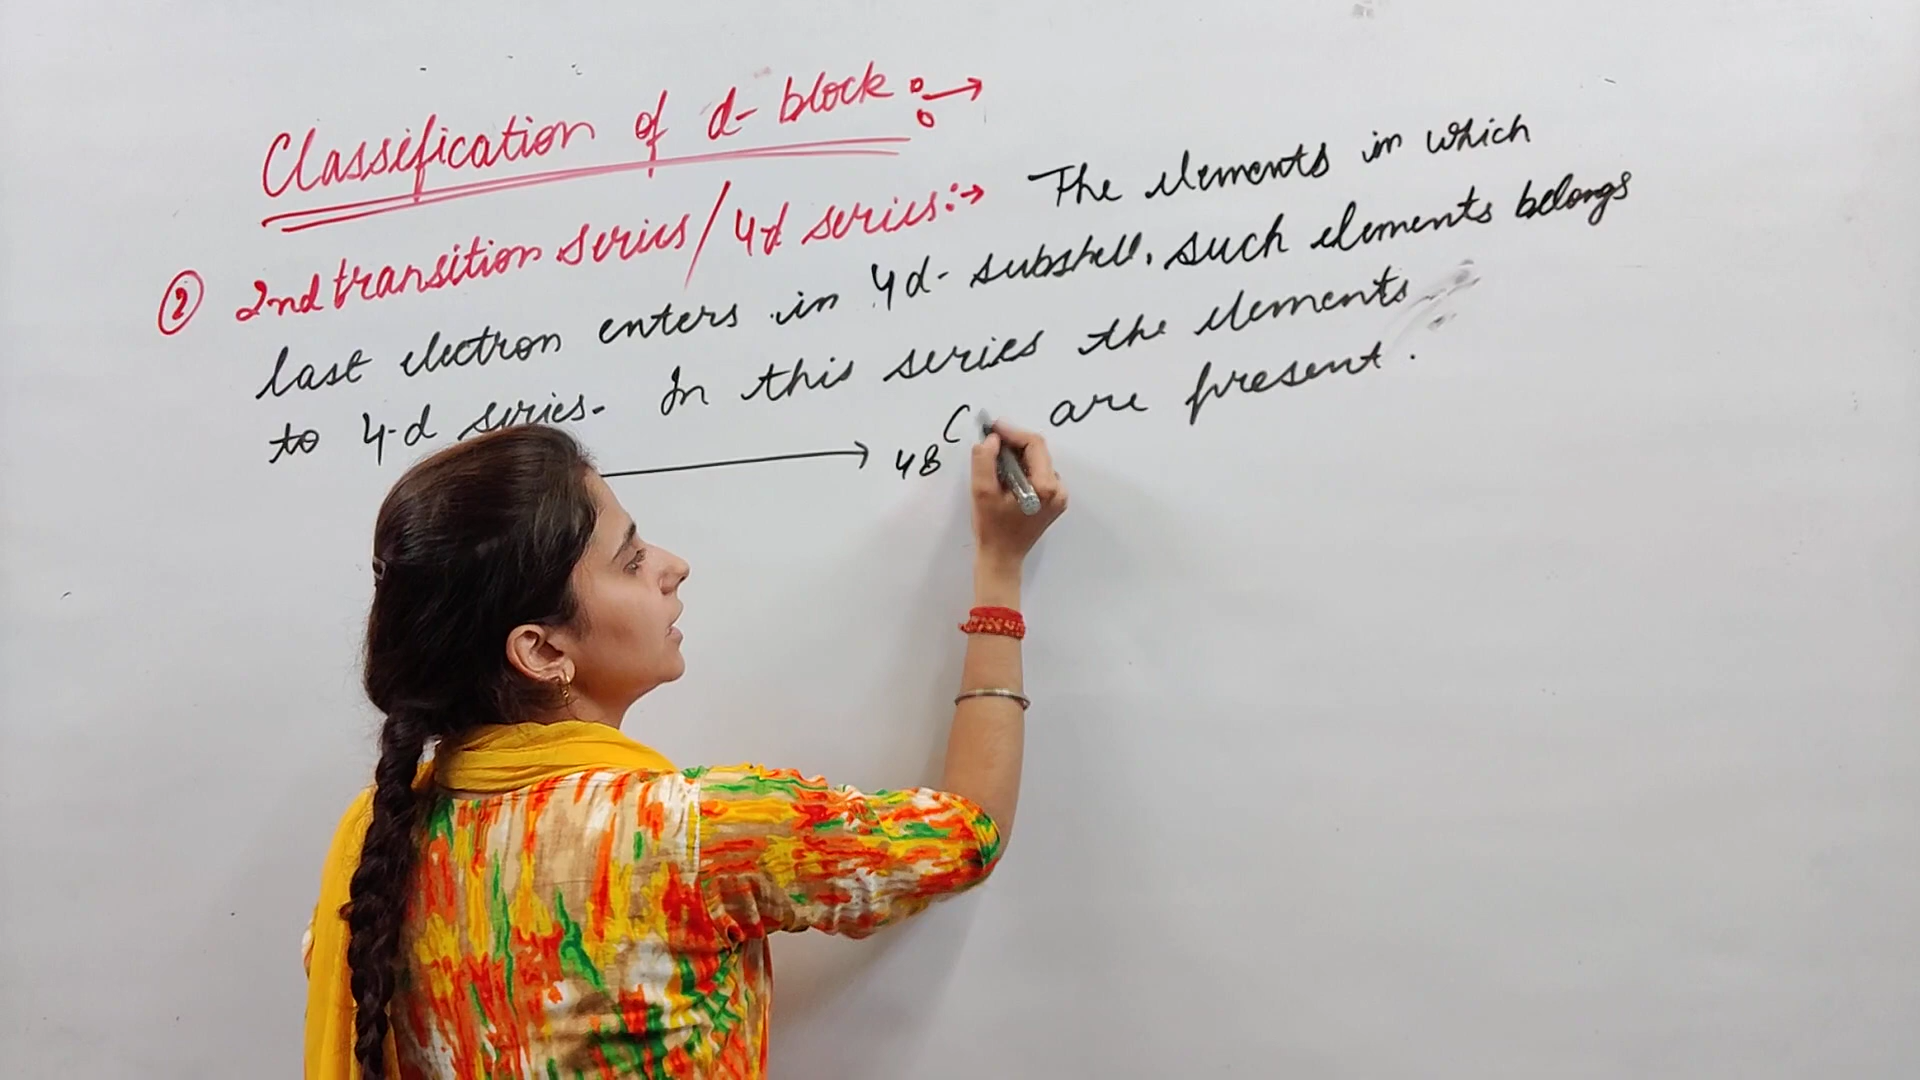 Classification of d-block :→
② 2nd transition series/4d series:→ The elements in which
last electron enters in 4d-subshell. such elements belongs
to 4-d series. In this series the elements
→ 48C are present.